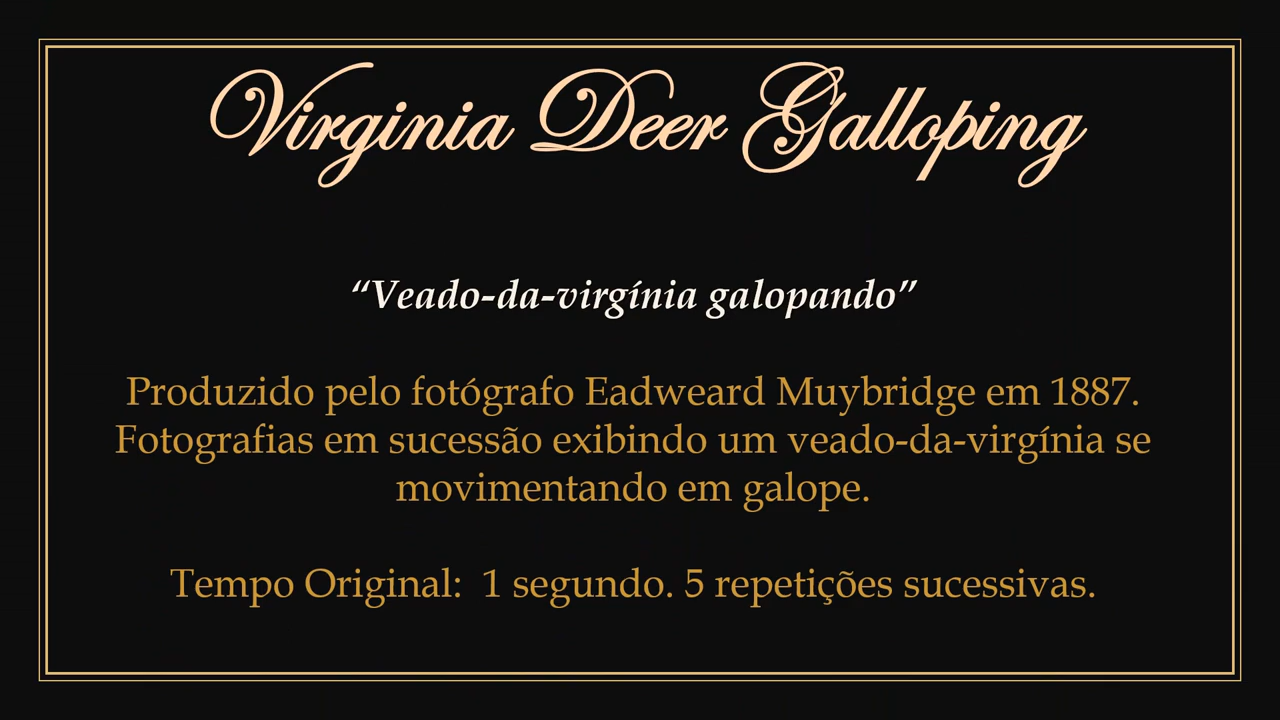 Virginia Deer Galloping
“Veado-da-virgínia galopando”
Produzido pelo fotógrafo Eadweard Muybridge em 1887.
Fotografias em sucessão exibindo um veado-da-virgínia se
movimentando em galope.
Tempo Original:  1 segundo. 5 repetições sucessivas.